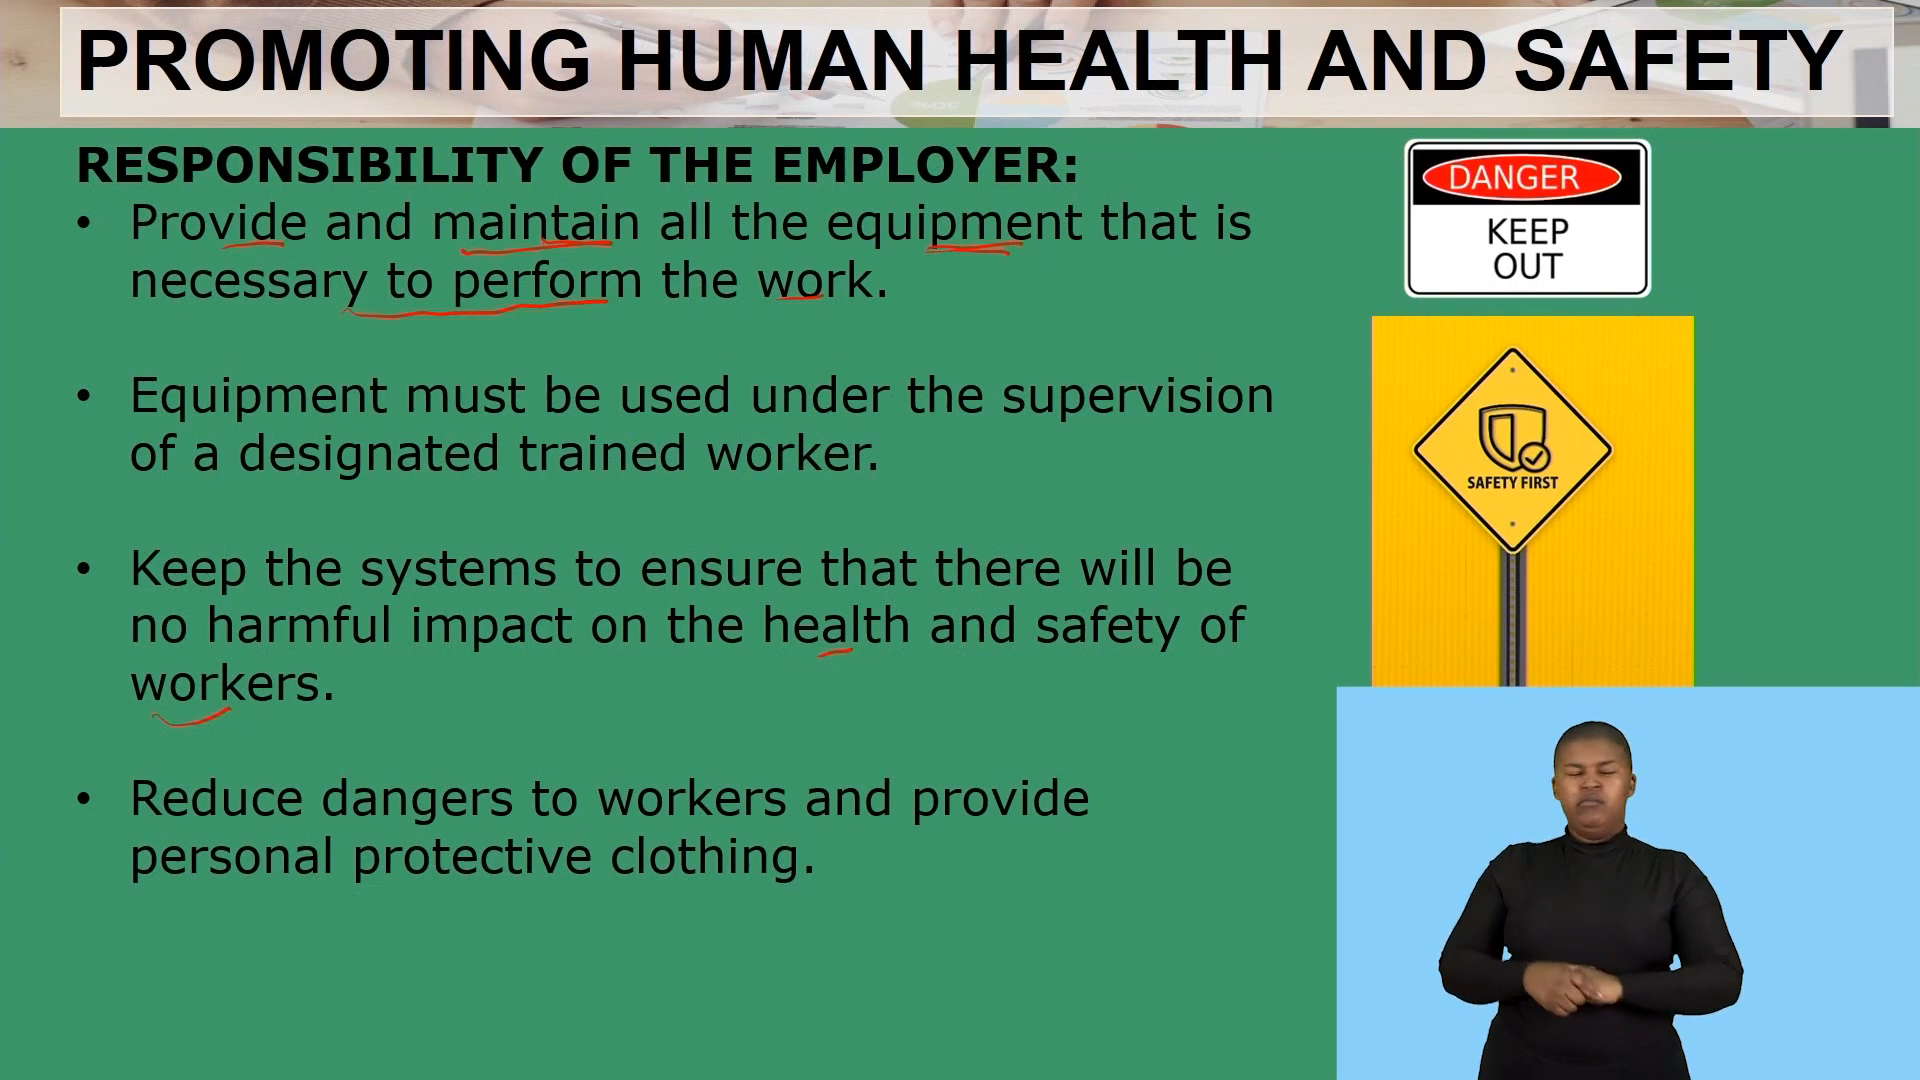 PROMOTING HUMAN HEALTH AND SAFETY
RESPONSIBILITY OF THE EMPLOYER:
• Provide and maintain all the equipment that is
necessary to perform the work.
• Equipment must be used under the supervision
of a designated trained worker.
• Keep the systems to ensure that there will be
no harmful impact on the health and safety of
workers.
• Reduce dangers to workers and provide
personal protective clothing.
DANGER
KEEP
OUT
SAFETY FIRST